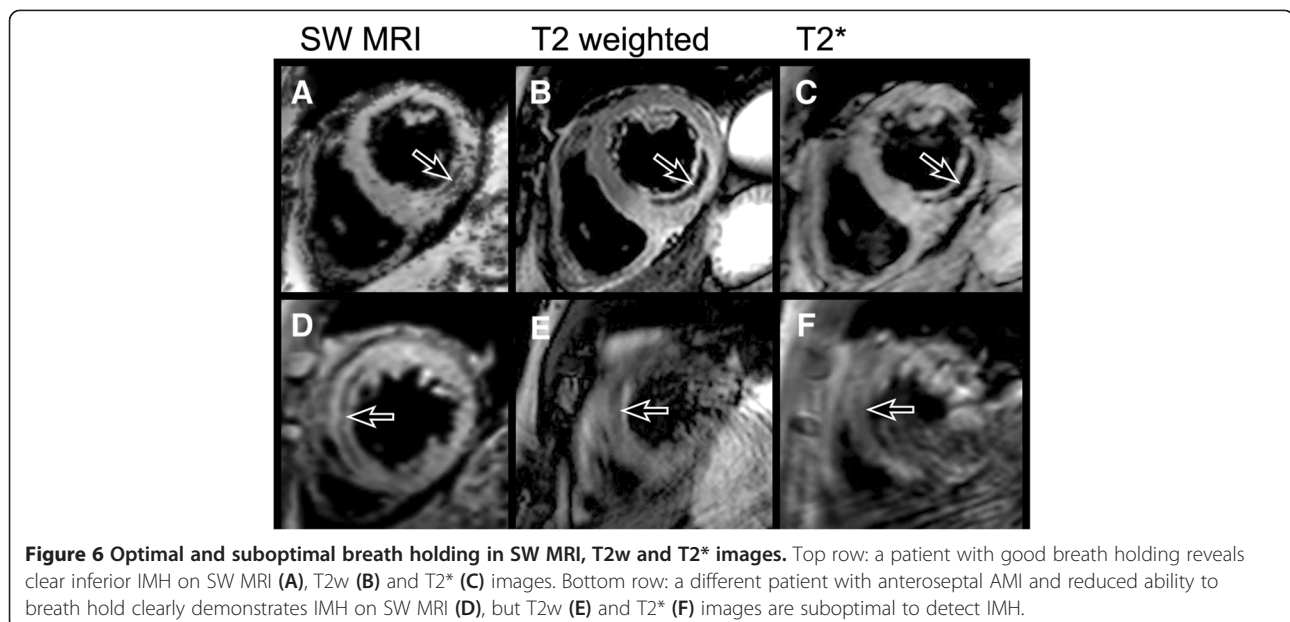 SW MRI T2 weighted T2*
A B C
D E F
Figure 6 Optimal and suboptimal breath holding in SW MRI, T2w and T2* images. Top row: a patient with good breath holding reveals
clear inferior IMH on SW MRI (A), T2w (B) and T2* (C) images. Bottom row: a different patient with anteroseptal AMI and reduced ability to
breath hold clearly demonstrates IMH on SW MRI (D), but T2w (E) and T2* (F) images are suboptimal to detect IMH.